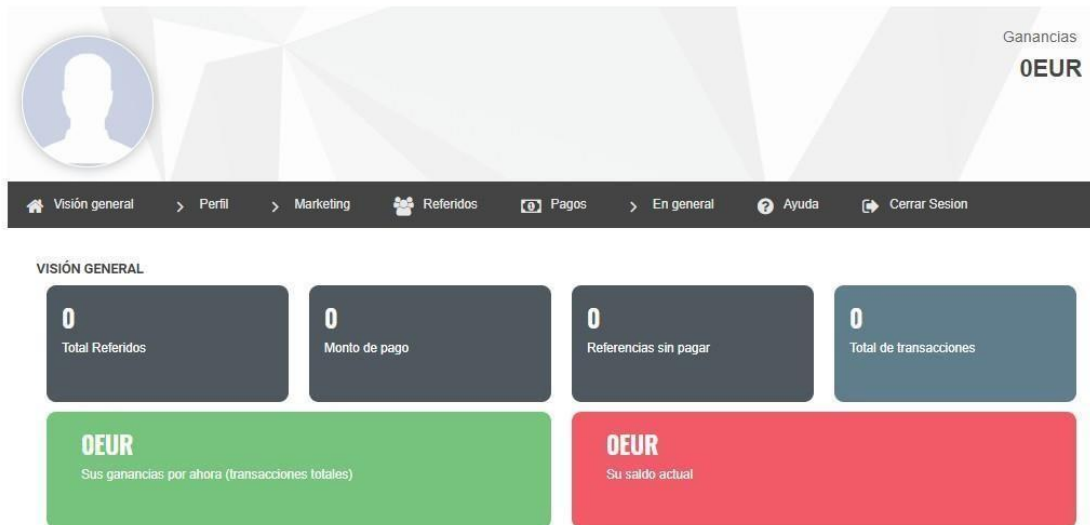 Ganancias
0EUR
Visión general Perfil Marketing Referidos Pagos En general Ayuda Cerrar Sesion
VISIÓN GENERAL
0
Total Referidos
0
Monto de pago
0
Referencias sin pagar
0
Total de transacciones
0EUR
Sus ganancias por ahora (transacciones totales)
0EUR
Su saldo actual